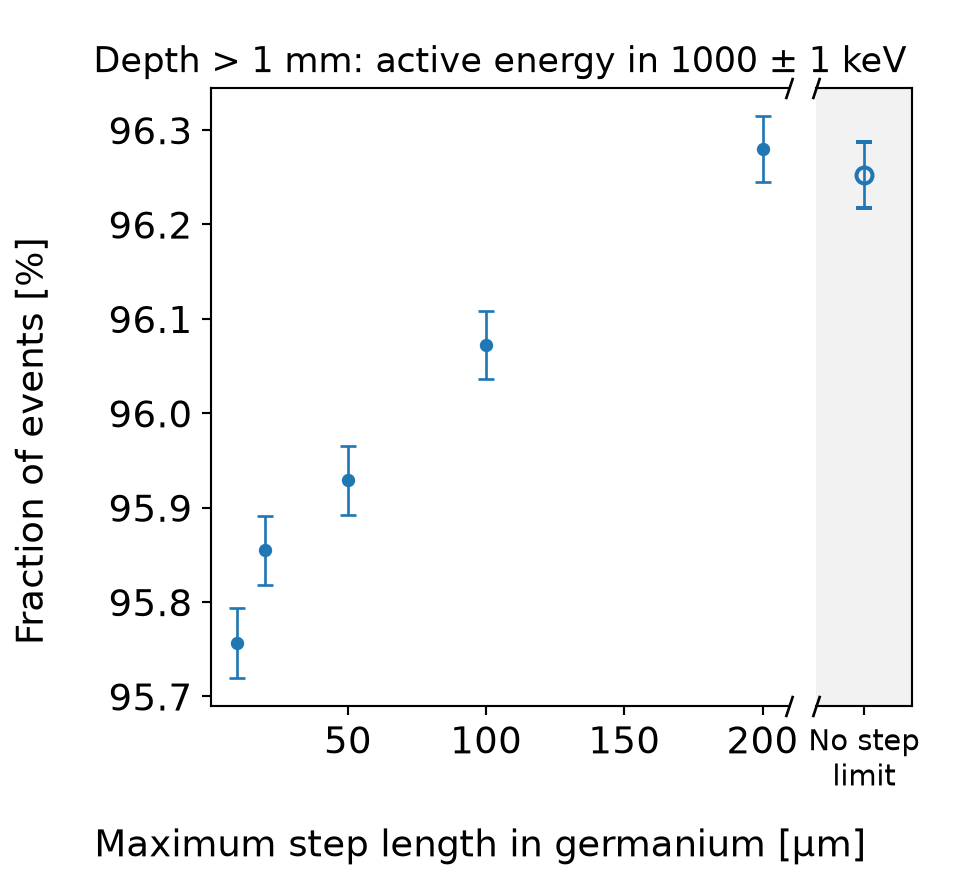 Depth > 1 mm: active energy in 1000 ± 1 keV
Fraction of events [%]
96.3
96.2
96.1
96.0
95.9
95.8
95.7
50 100 150 200 No step
limit
Maximum step length in germanium [µm]